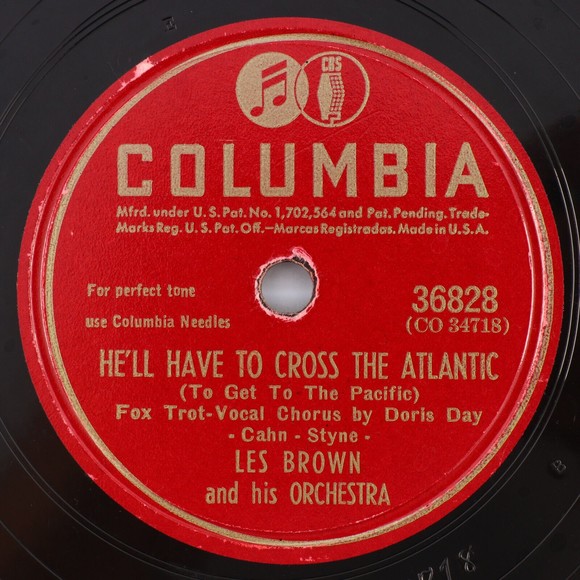 CBS
COLUMBIA
Mfrd. under U.S. Pat. No. 1,702,564 and Pat. Pending. Trade-
Marks Reg. U.S. Pat. Off.—Marcas Registradas. Made in U.S.A.
For perfect tone
use Columbia Needles
36828
(CO 34718)
HE'LL HAVE TO CROSS THE ATLANTIC
(To Get To The Pacific)
Fox Trot-Vocal Chorus by Doris Day
- Cahn - Styne -
LES BROWN
and his ORCHESTRA